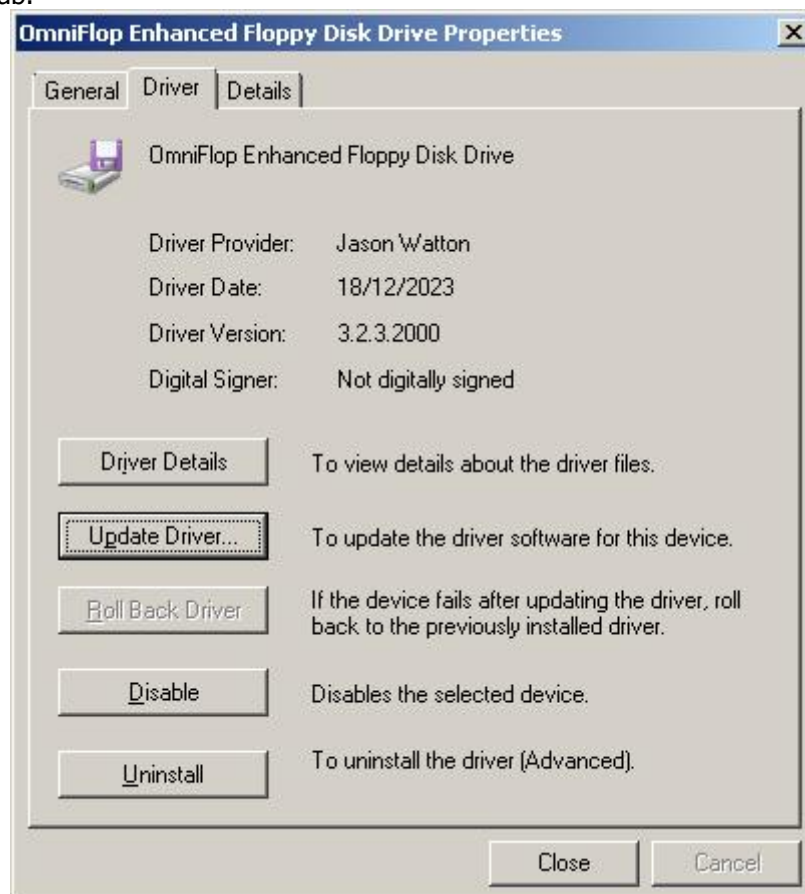 OmniFlop Enhanced Floppy Disk Drive Properties
General Driver Details
OmniFlop Enhanced Floppy Disk Drive
Driver Provider: Jason Watton
Driver Date: 18/12/2023
Driver Version: 3.2.3.2000
Digital Signer: Not digitally signed
Driver Details To view details about the driver files.
Update Driver... To update the driver software for this device.
Roll Back Driver If the device fails after updating the driver, roll
back to the previously installed driver.
Disable Disables the selected device.
Uninstall To uninstall the driver (Advanced).
Close Cancel